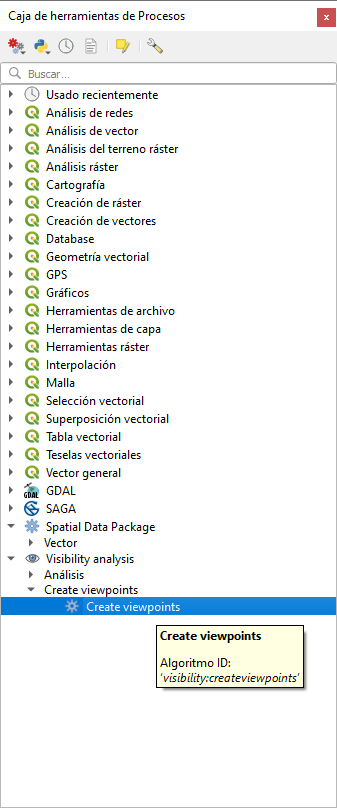 Caja de herramientas de Procesos
Buscar...
Usado recientemente
Análisis de redes
Análisis de vector
Análisis del terreno ráster
Análisis ráster
Cartografía
Creación de ráster
Creación de vectores
Database
Geometría vectorial
GPS
Gráficos
Herramientas de archivo
Herramientas de capa
Herramientas ráster
Interpolación
Malla
Selección vectorial
Superposición vectorial
Tabla vectorial
Teselas vectoriales
Vector general
GDAL
GDAL
SAGA
Spatial Data Package
Vector
Visibility analysis
Análisis
Create viewpoints
Create viewpoints
Create viewpoints
Algoritmo ID:
'visibility:createviewpoints'